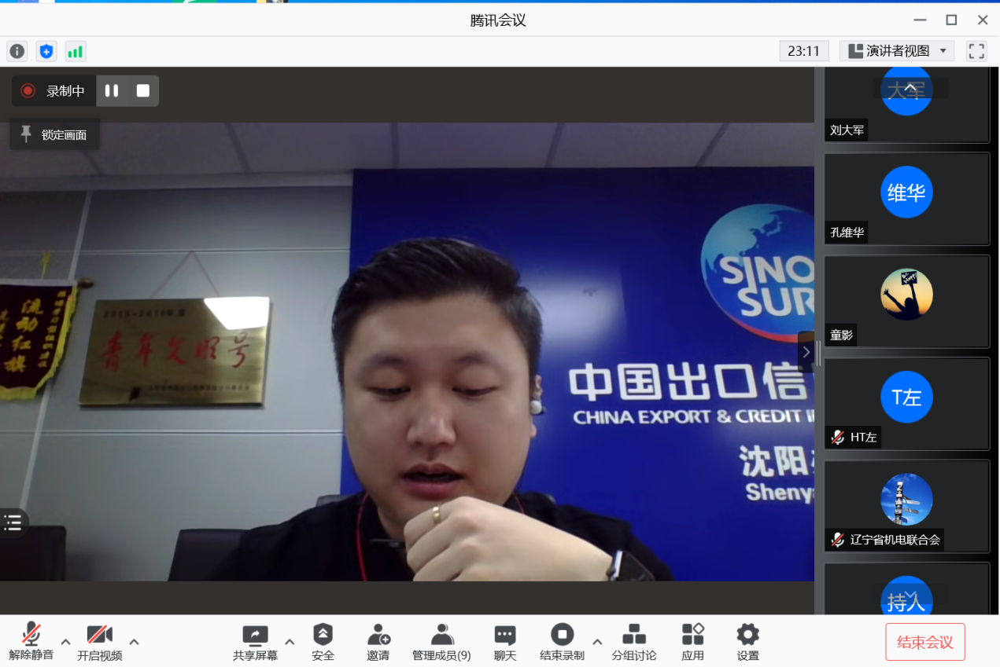 腾讯会议
23:11
演讲者视图
录制中
锁定画面
大军
刘大军
维华
孔维华
童影
T左
HT左
辽宁省机电联合会
持人
流动红旗
2015-2016年度
青年文明号
SINO
SUR
中国出口信
CHINA EXPORT & CREDIT I
沈阳
Sheny
解除静音
开启视频
共享屏幕
安全
邀请
管理成员(9)
聊天
结束录制
分组讨论
应用
设置
结束会议